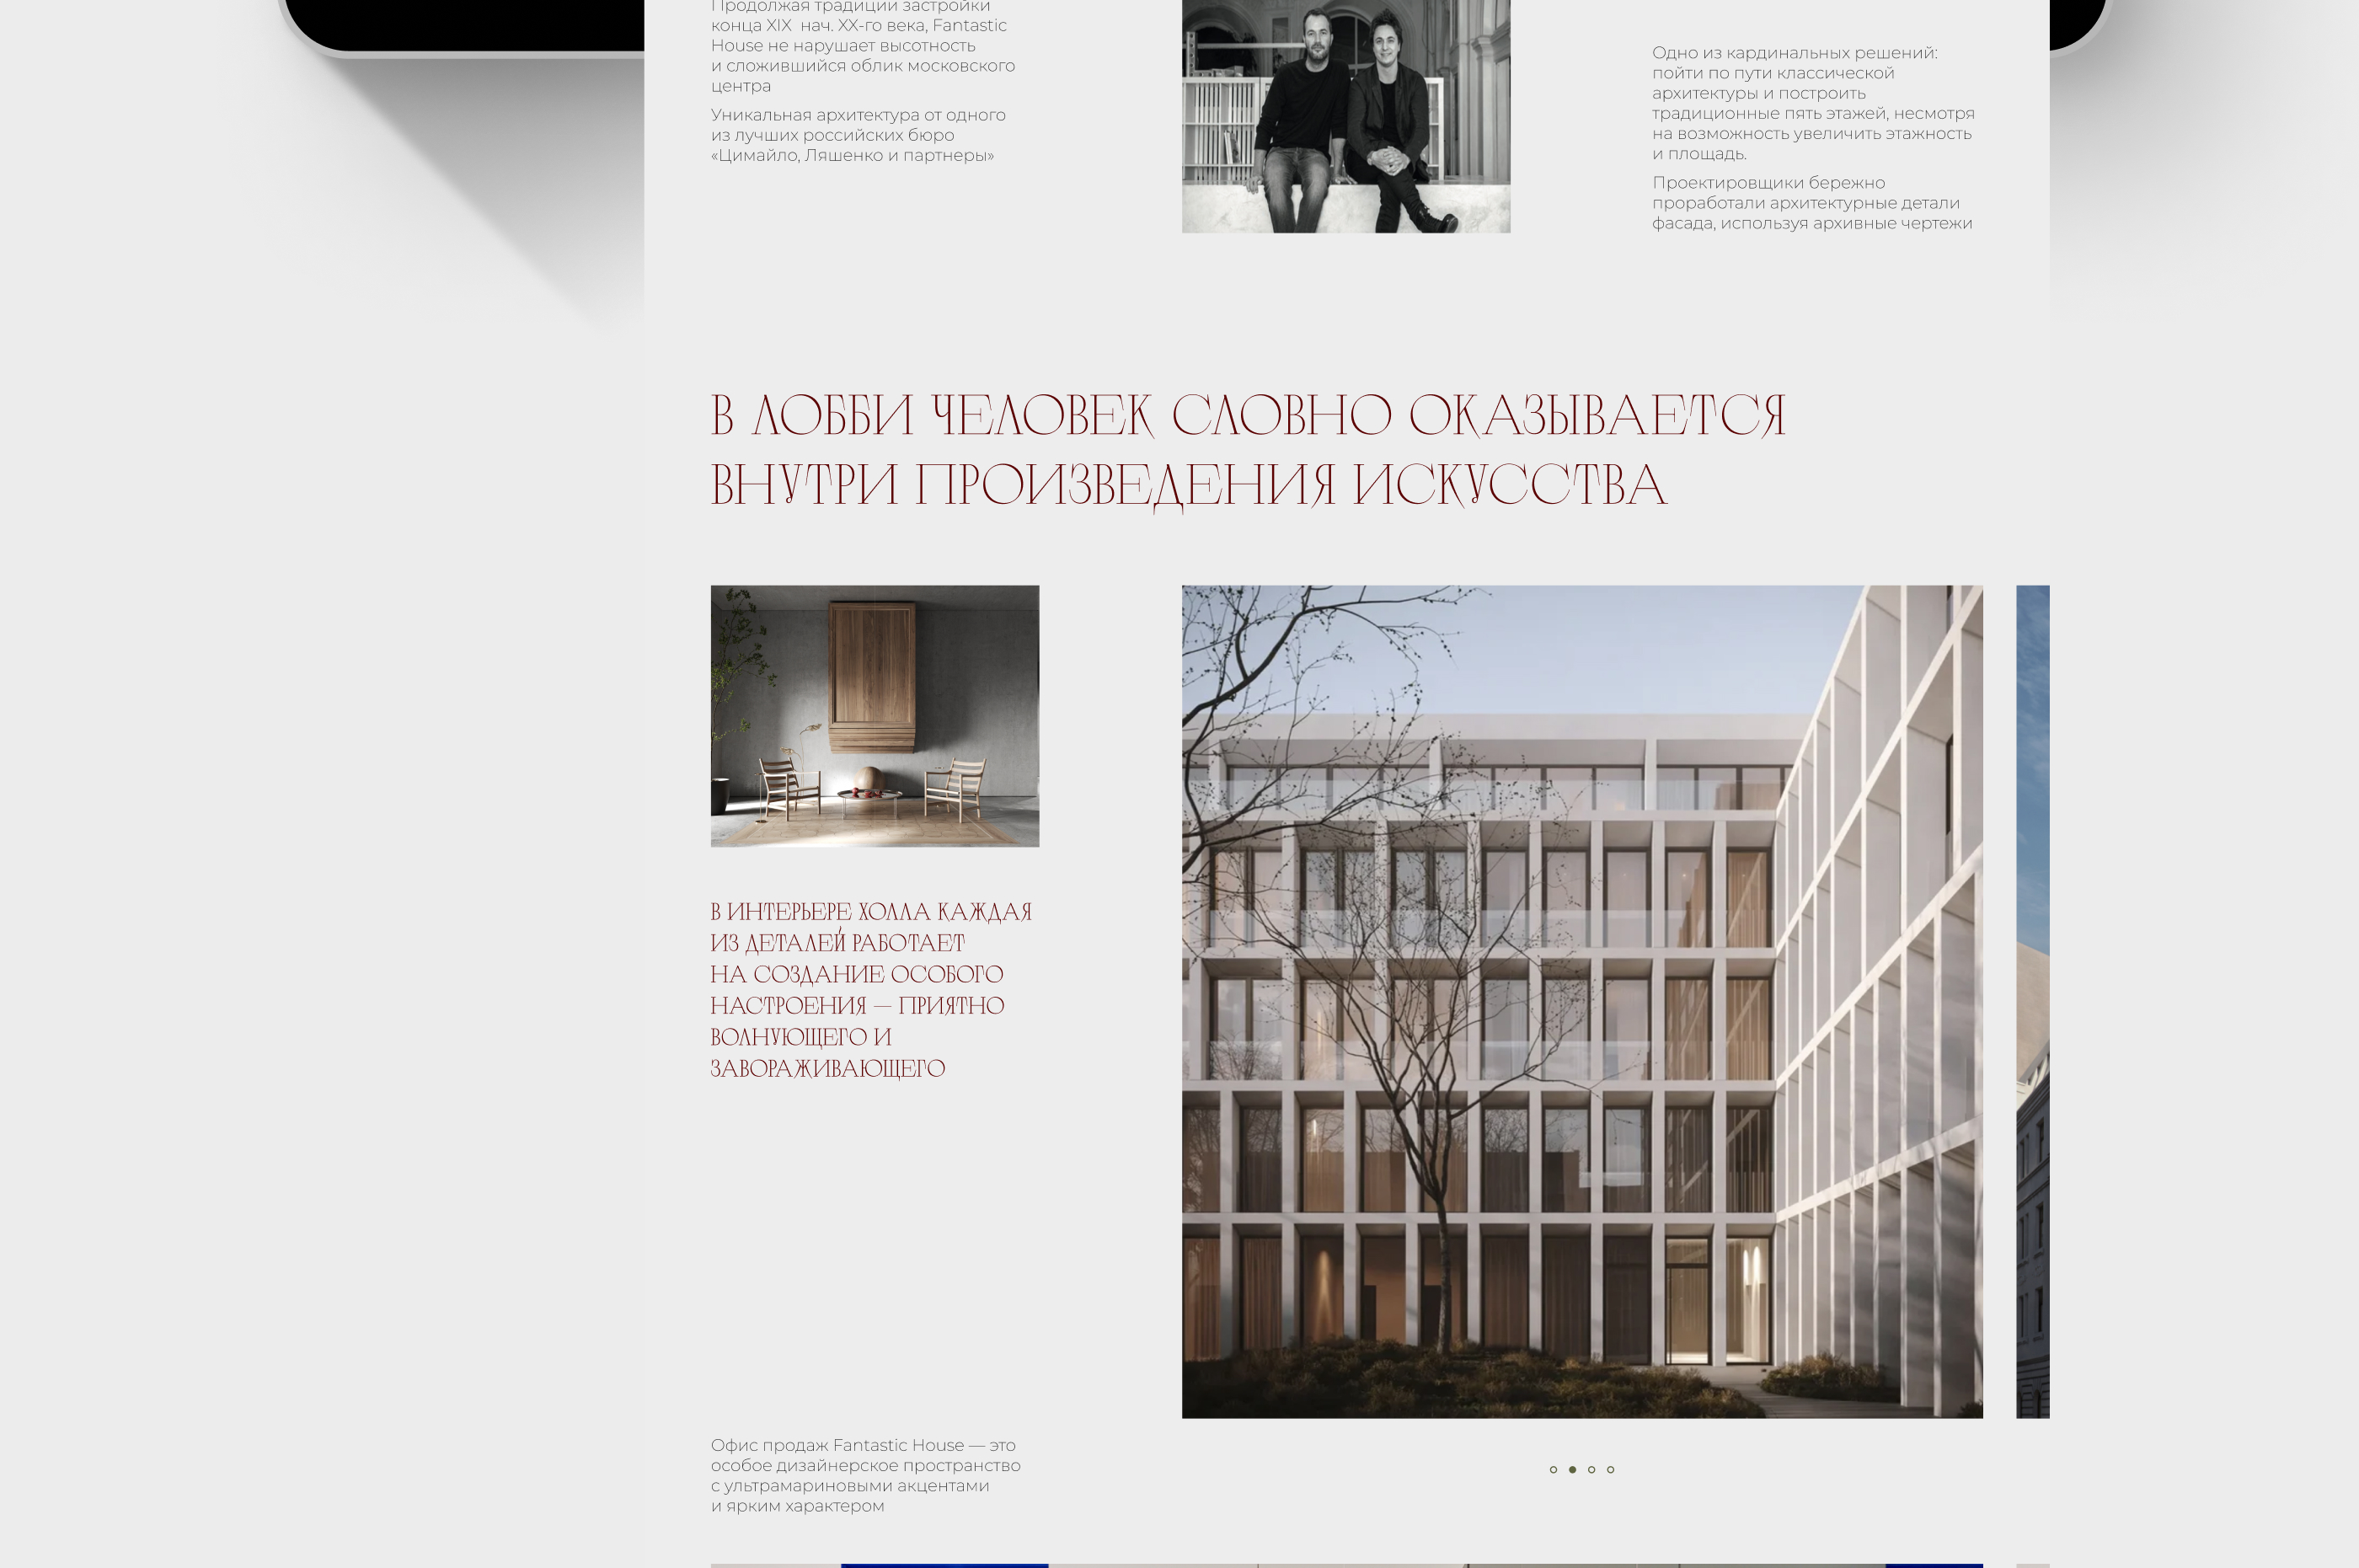 Продолжая традиции застройки
конца XIX нач. XX-го века, Fantastic
House не нарушает высотность
и сложившийся облик московского
центра
Уникальная архитектура от одного
из лучших российских бюро
«Цимайло, Ляшенко и партнеры»
Одно из кардинальных решений:
пойти по пути классической
архитектуры и построить
традиционные пять этажей, несмотря
на возможность увеличить этажность
и площадь.
Проектировщики бережно
проработали архитектурные детали
фасада, используя архивные чертежи
В ЛОББИ ЧЕЛОВЕК СЛОВНО ОКАЗЫВАЕТСЯ
ВНУТРИ ПРОИЗВЕДЕНИЯ ИСКУССТВА
В ИНТЕРЬЕРЕ ХОЛЛА КАЖДАЯ
ИЗ ДЕТАЛЕЙ РАБОТАЕТ
НА СОЗДАНИЕ ОСОБОГО
НАСТРОЕНИЯ — ПРИЯТНО
ВОЛНУЮЩЕГО И
ЗАВОРАЖИВАЮЩЕГО
Офис продаж Fantastic House — это
особое дизайнерское пространство
с ультрамариновыми акцентами
и ярким характером